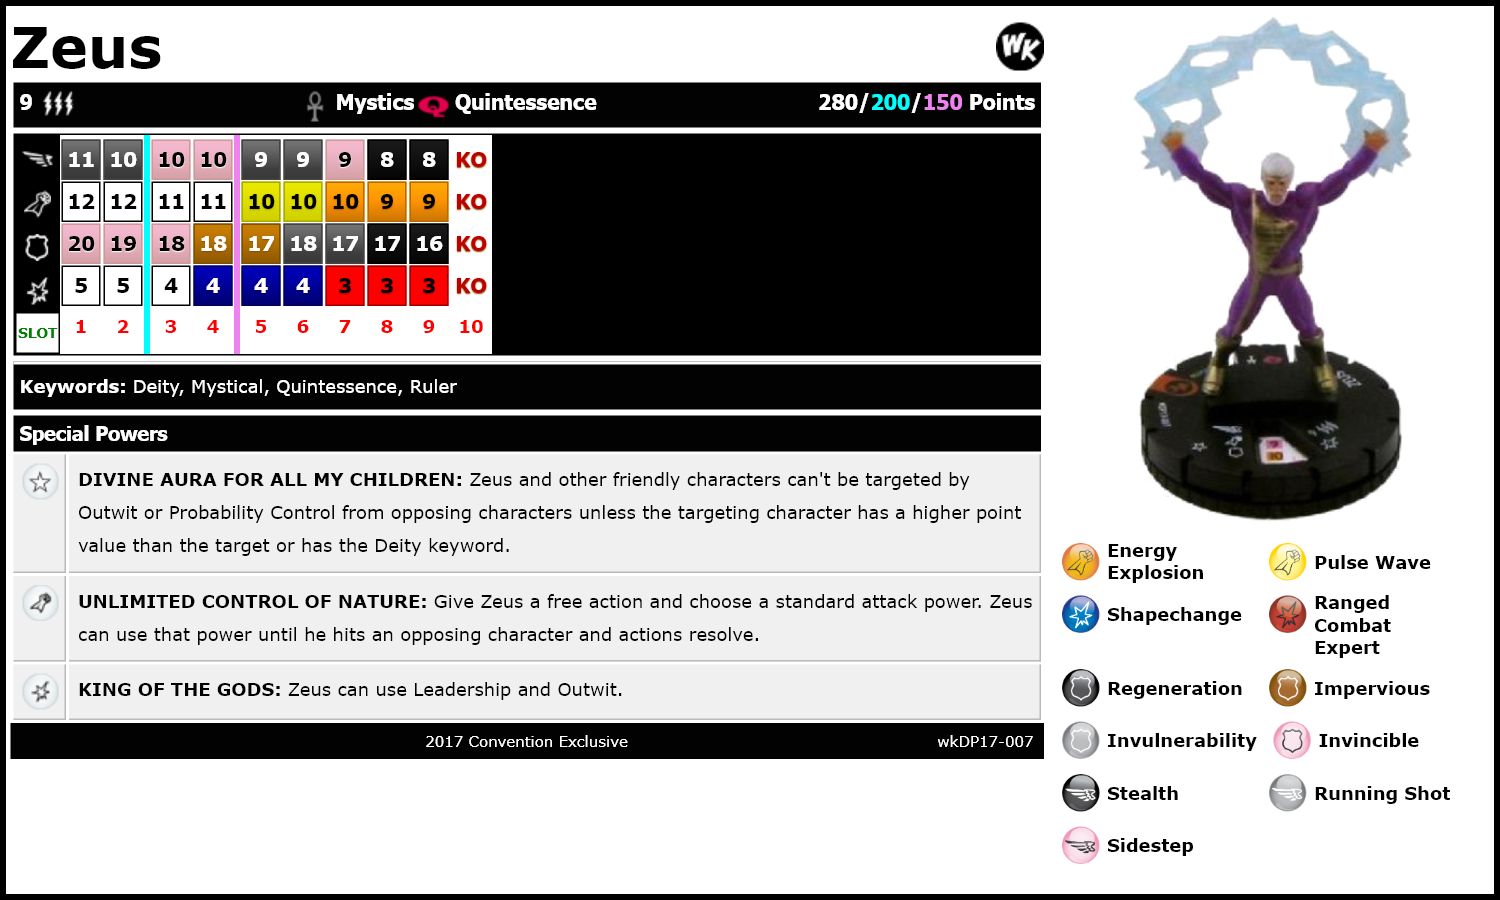 Zeus
WK
9 Mystics Quintessence 280/200/150 Points
11 10 10 10 9 9 9 8 8 KO
12 12 11 11 10 10 10 9 9 KO
20 19 18 18 17 18 17 17 16 KO
5 5 4 4 4 4 3 3 3 KO
SLOT 1 2 3 4 5 6 7 8 9 10
Keywords: Deity, Mystical, Quintessence, Ruler
Special Powers
DIVINE AURA FOR ALL MY CHILDREN: Zeus and other friendly characters can't be targeted by
Outwit or Probability Control from opposing characters unless the targeting character has a higher point
value than the target or has the Deity keyword.
UNLIMITED CONTROL OF NATURE: Give Zeus a free action and choose a standard attack power. Zeus
can use that power until he hits an opposing character and actions resolve.
KING OF THE GODS: Zeus can use Leadership and Outwit.
2017 Convention Exclusive wkDP17-007
ZEUS
Energy
Explosion
Pulse Wave
Shapechange
Ranged
Combat
Expert
Regeneration
Impervious
Invulnerability
Invincible
Stealth
Running Shot
Sidestep